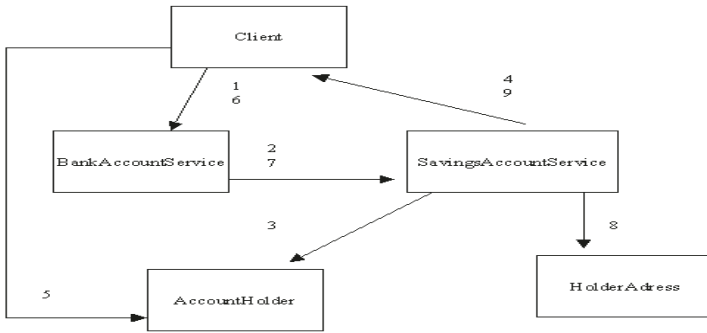 Client
1
6
4
9
BankAccountService
2
7
SavingsAccountService
3
8
5
AccountHolder
HolderAdress